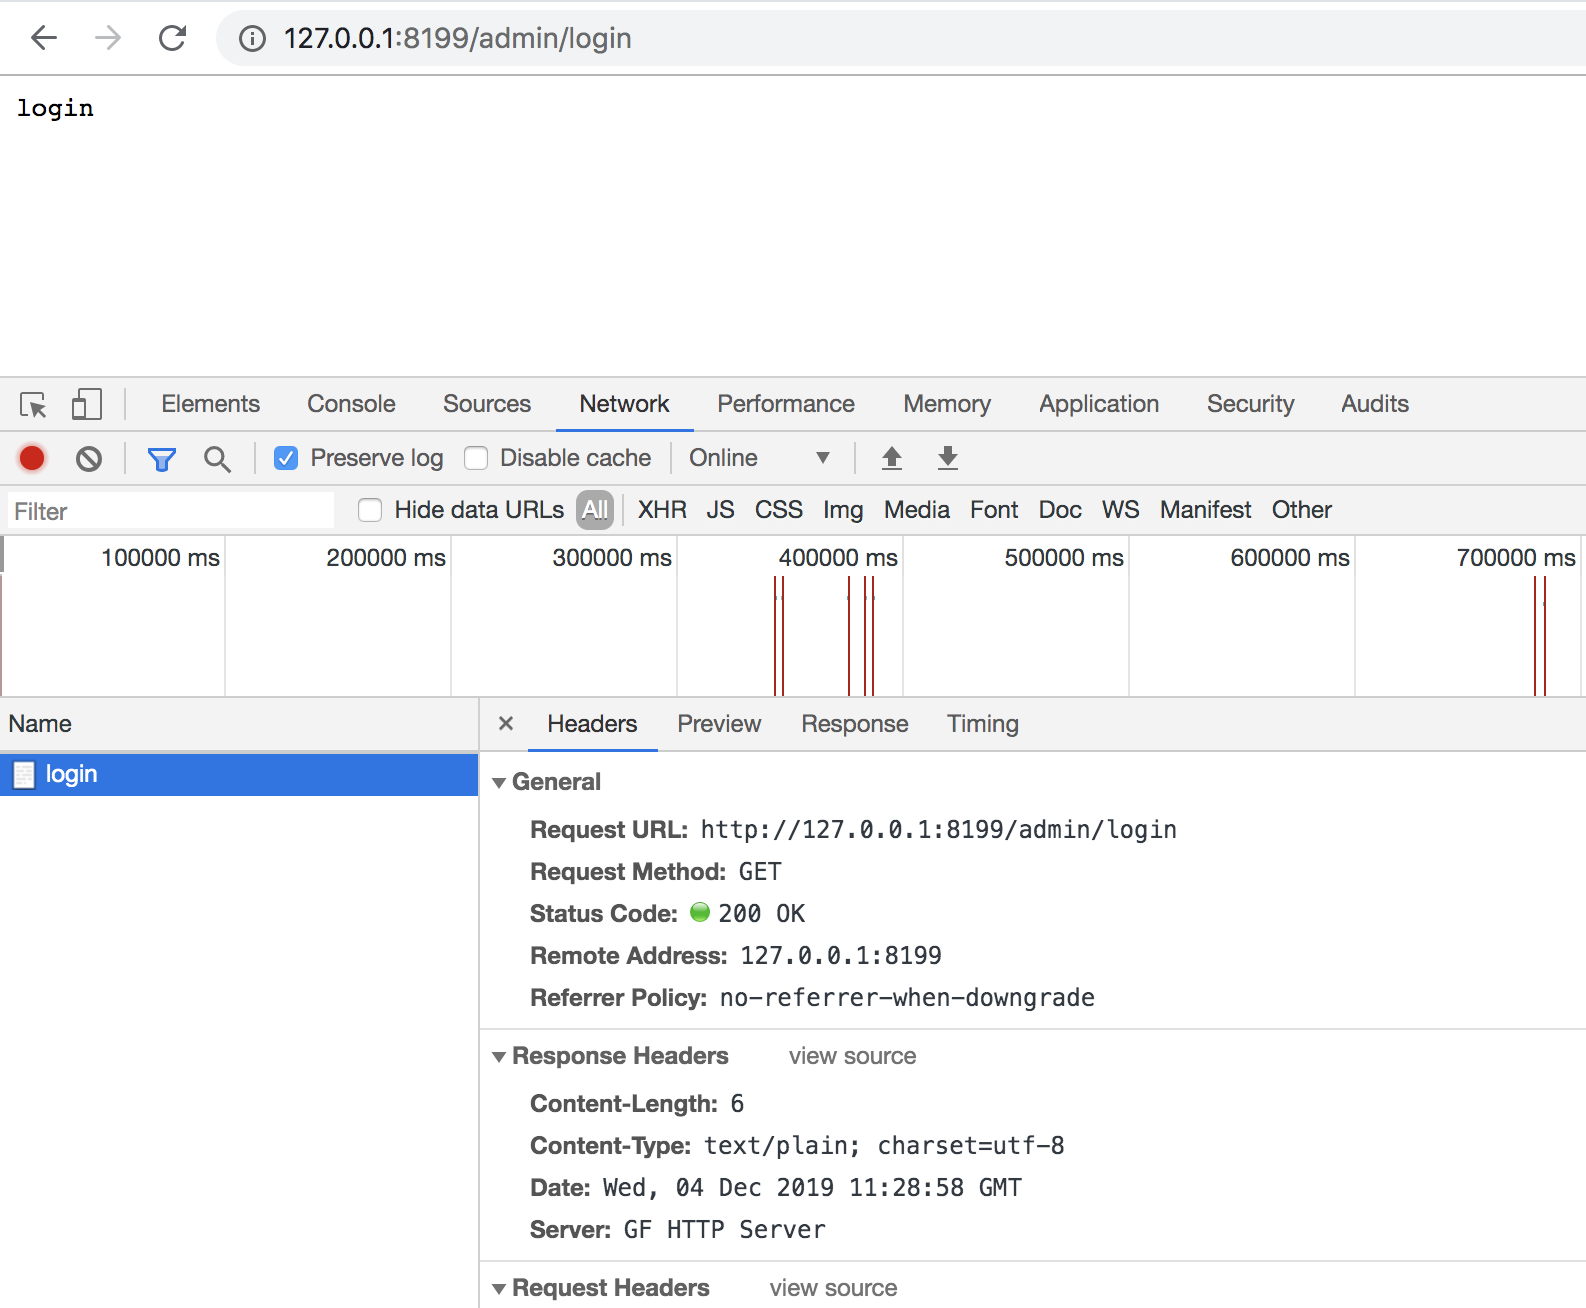 127.0.0.1:8199/admin/login
login
Elements Console Sources Network Performance Memory Application Security Audits
Preserve log Disable cache Online
Filter Hide data URLs All XHR JS CSS Img Media Font Doc WS Manifest Other
100000 ms 200000 ms 300000 ms 400000 ms 500000 ms 600000 ms 700000 ms
Name × Headers Preview Response Timing
login
General
Request URL: http://127.0.0.1:8199/admin/login
Request Method: GET
Status Code: 200 OK
Remote Address: 127.0.0.1:8199
Referrer Policy: no-referrer-when-downgrade
Response Headers view source
Content-Length: 6
Content-Type: text/plain; charset=utf-8
Date: Wed, 04 Dec 2019 11:28:58 GMT
Server: GF HTTP Server
Request Headers view source